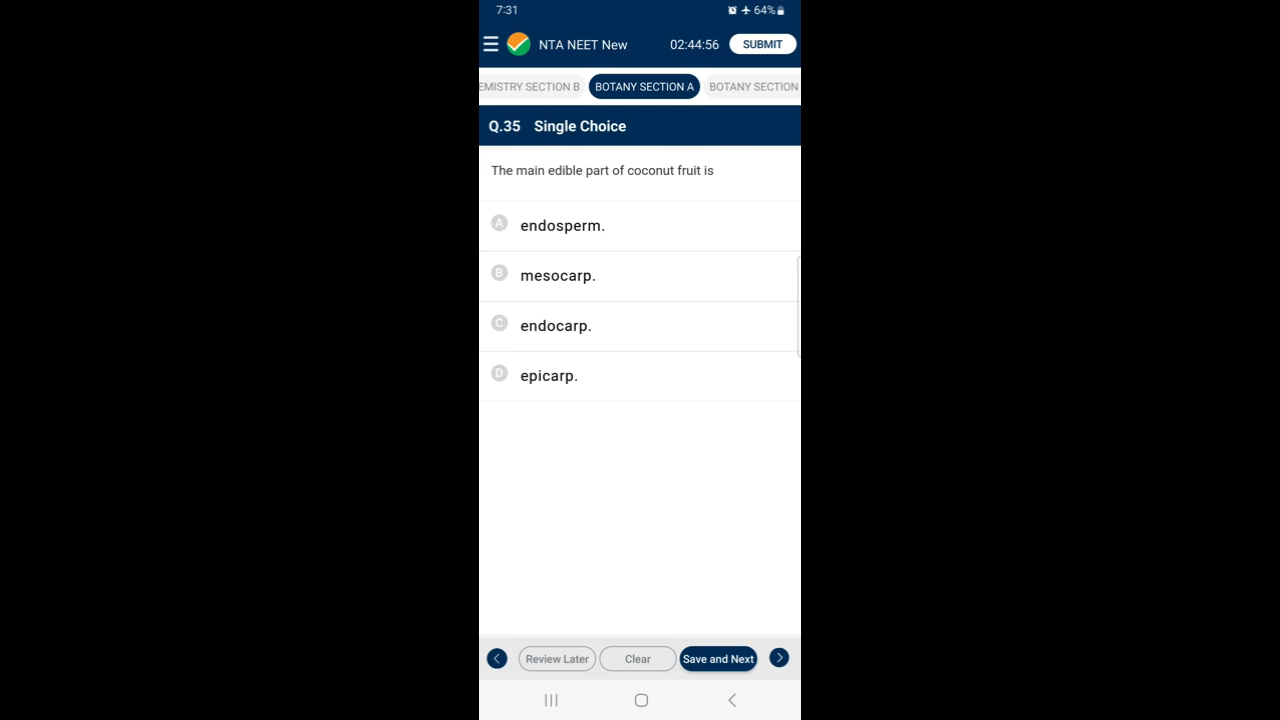 7:31 64%
NTA NEET New 02:44:56 SUBMIT
EMISTRY SECTION B BOTANY SECTION A BOTANY SECTION
Q.35 Single Choice
The main edible part of coconut fruit is
A endosperm.
B mesocarp.
C endocarp.
D epicarp.
Review Later Clear Save and Next